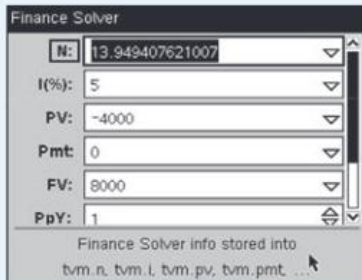 Finance Solver
N: 13.949407621007
I(%): 5
PV: -4000
Pmt: 0
FV: 8000
PpY: 1
Finance Solver info stored into
tvm.n, tvm.i, tvm.pv, tvm.pmt, ...